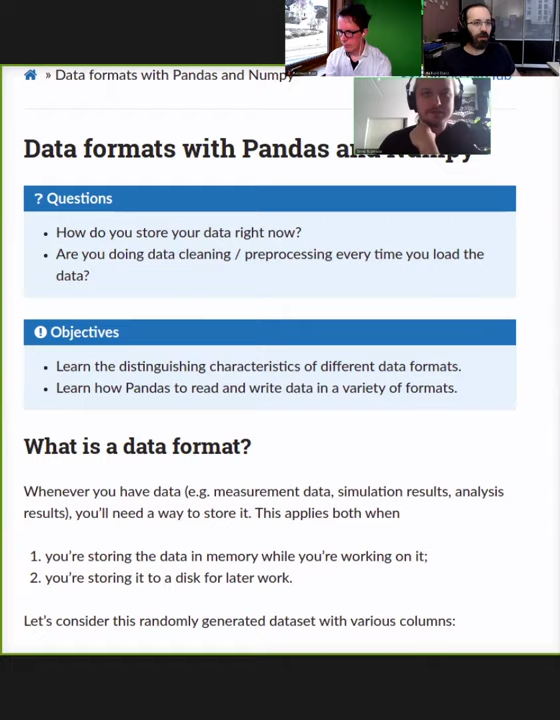 » Data formats with Pandas and Numpy
Data formats with Pandas and Numpy
? Questions
How do you store your data right now?
Are you doing data cleaning / preprocessing every time you load the
data?
Objectives
Learn the distinguishing characteristics of different data formats.
Learn how Pandas to read and write data in a variety of formats.
What is a data format?
Whenever you have data (e.g. measurement data, simulation results, analysis
results), you’ll need a way to store it. This applies both when
1. you’re storing the data in memory while you’re working on it;
2. you’re storing it to a disk for later work.
Let’s consider this randomly generated dataset with various columns: